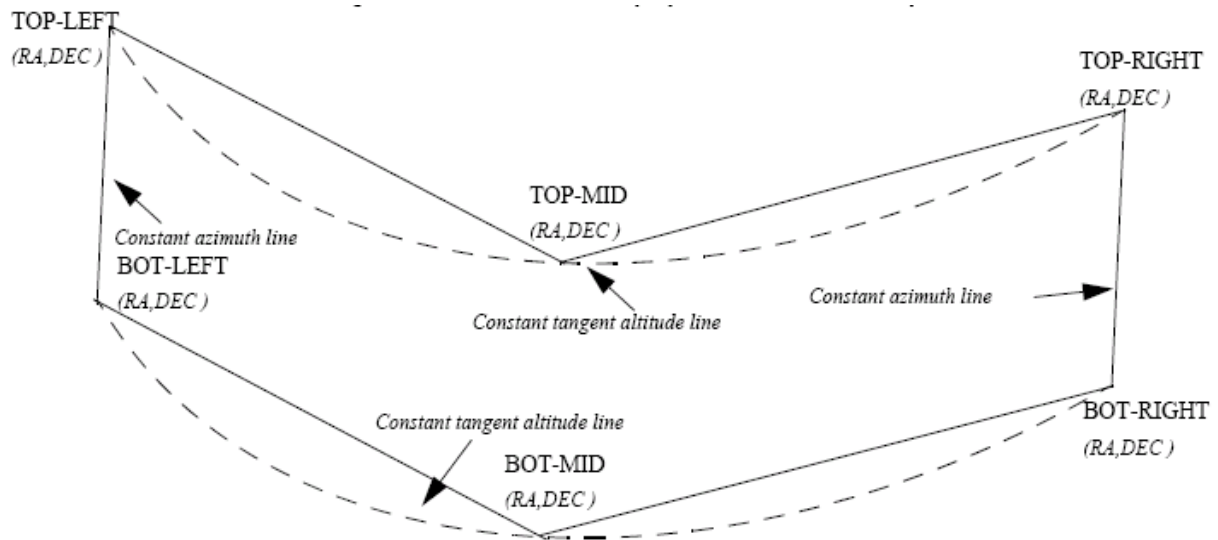 TOP-LEFT
(RA,DEC )
TOP-RIGHT
(RA,DEC )
TOP-MID
(RA,DEC )
Constant azimuth line
BOT-LEFT
(RA,DEC )
Constant azimuth line
Constant tangent altitude line
Constant tangent altitude line
BOT-RIGHT
(RA,DEC )
BOT-MID
(RA,DEC )